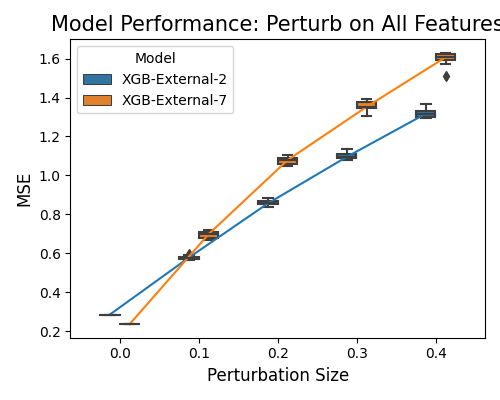 Model Performance: Perturb on All Features
Model
XGB-External-2
XGB-External-7
MSE
1.6
1.4
1.2
1.0
0.8
0.6
0.4
0.2
0.0 0.1 0.2 0.3 0.4
Perturbation Size